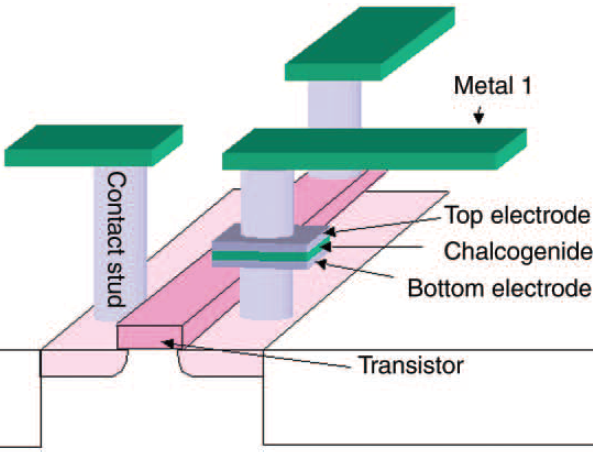 Metal 1
Contact stud
Top electrode
Chalcogenide
Bottom electrode
Transistor